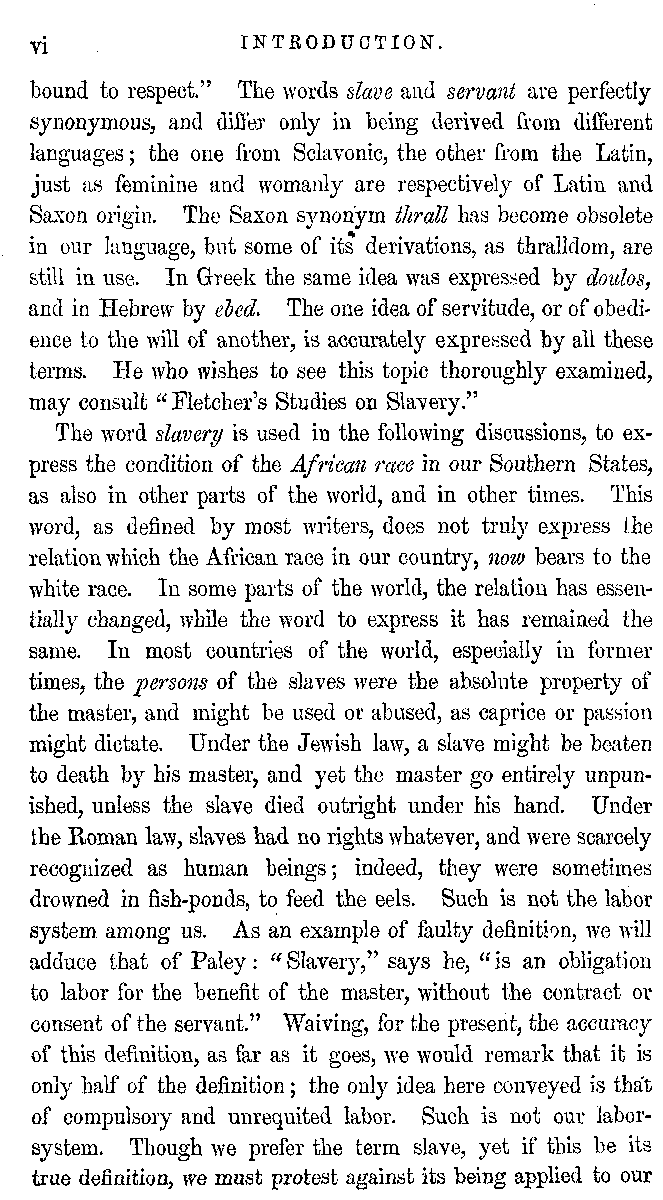 vi INTRODUCTION.
bound to respect." The words slave and servant are perfectly
synonymous, and differ only in being derived from different
languages; the one from Sclavonic, the other from the Latin,
just as feminine and womanly are respectively of Latin and
Saxon origin. The Saxon synonym thrall has become obsolete
in our language, but some of its derivations, as thralldom, are
still in use. In Greek the same idea was expressed by doulos,
and in Hebrew by ebed. The one idea of servitude, or of obedi-
ence to the will of another, is accurately expressed by all these
terms. He who wishes to see this topic thoroughly examined,
may consult "Fletcher's Studies on Slavery."
The word slavery is used in the following discussions, to ex-
press the condition of the African race in our Southern States,
as also in other parts of the world, and in other times. This
word, as defined by most writers, does not truly express the
relation which the African race in our country, now bears to the
white race. In some parts of the world, the relation has essen-
tially changed, while the word to express it has remained the
same. In most countries of the world, especially in former
times, the persons of the slaves were the absolute property of
the master, and might be used or abused, as caprice or passion
might dictate. Under the Jewish law, a slave might be beaten
to death by his master, and yet the master go entirely unpun-
ished, unless the slave died outright under his hand. Under
the Roman law, slaves had no rights whatever, and were scarcely
recognized as human beings; indeed, they were sometimes
drowned in fish-ponds, to feed the eels. Such is not the labor
system among us. As an example of faulty definition, we will
adduce that of Paley: "Slavery," says he, "is an obligation
to labor for the benefit of the master, without the contract or
consent of the servant." Waiving, for the present, the accuracy
of this definition, as far as it goes, we would remark that it is
only half of the definition; the only idea here conveyed is that
of compulsory and unrequited labor. Such is not our labor-
system. Though we prefer the term slave, yet if this be its
true definition, we must protest against its being applied to our